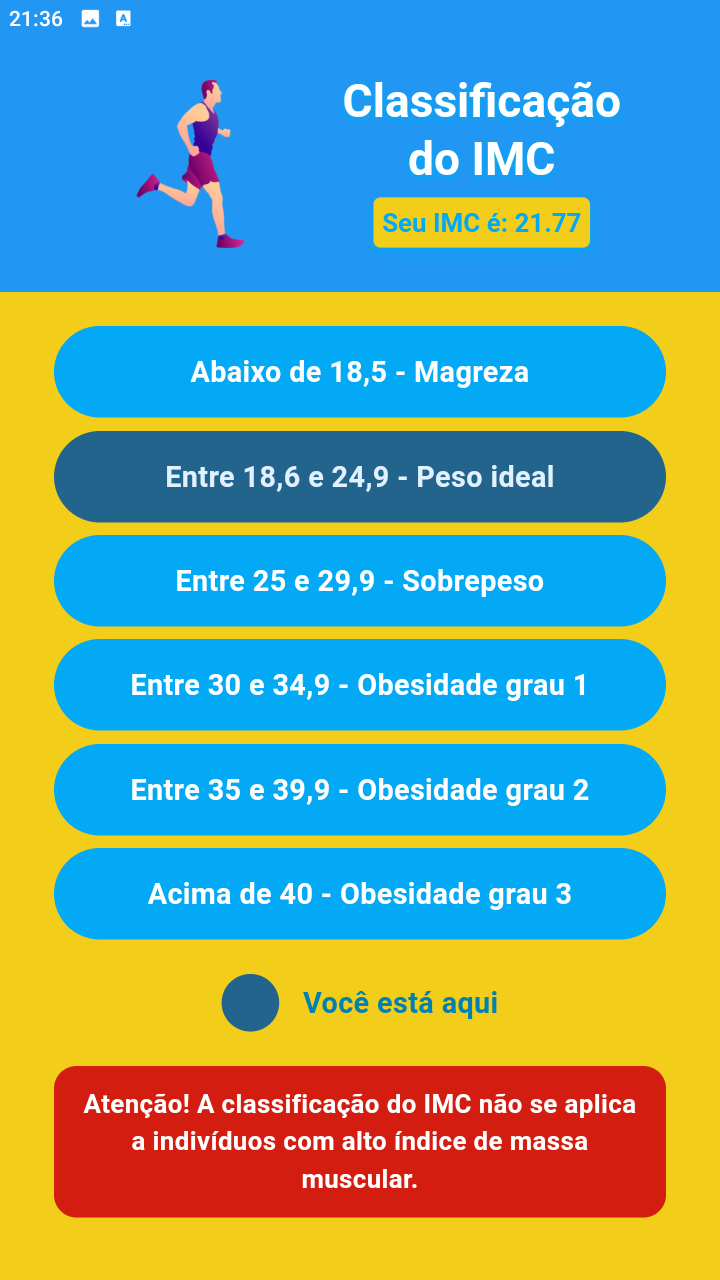 21:36
Classificação
do IMC
Seu IMC é: 21.77
Abaixo de 18,5 - Magreza
Entre 18,6 e 24,9 - Peso ideal
Entre 25 e 29,9 - Sobrepeso
Entre 30 e 34,9 - Obesidade grau 1
Entre 35 e 39,9 - Obesidade grau 2
Acima de 40 - Obesidade grau 3
Você está aqui
Atenção! A classificação do IMC não se aplica
a indivíduos com alto índice de massa
muscular.